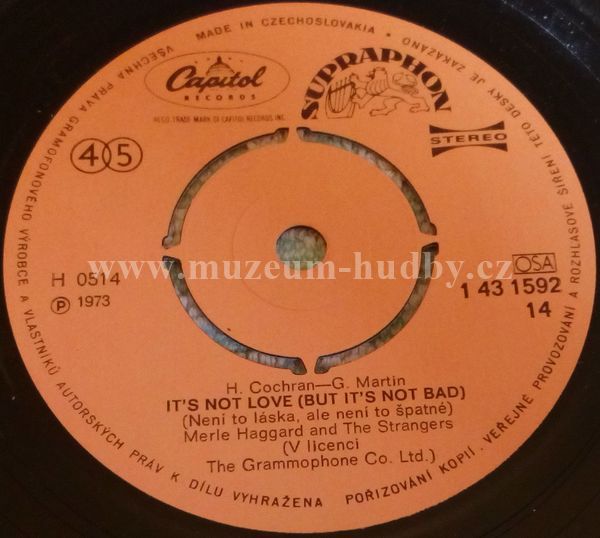 MADE IN CZECHOSLOVAKIA • VŠECHNA PRÁVA GRAMOFONOVÉHO VÝROBCE A VLASTNÍKŮ AUTORSKÝCH PRÁV K DÍLU VYHRAŽENA POŘIZOVÁNÍ KOPIÍ, VEŘEJNÉ PROVOZOVÁNÍ A ROZHLASOVÉ ŠÍŘENÍ TÉTO DESKY JE ZAKÁZÁNO
Capitol
RECORDS
REGD. TRADE MARK OF CAPITOL RECORDS INC.
SUPRAPHON
STEREO
45
H 0514
Ⓟ 1973
www.muzeum-hudby.cz
OSA
1 43 1592
14
H. Cochran—G. Martin
IT'S NOT LOVE (BUT IT'S NOT BAD)
(Není to láska, ale není to špatné)
Merle Haggard and The Strangers
(V licenci
The Grammophone Co. Ltd.)